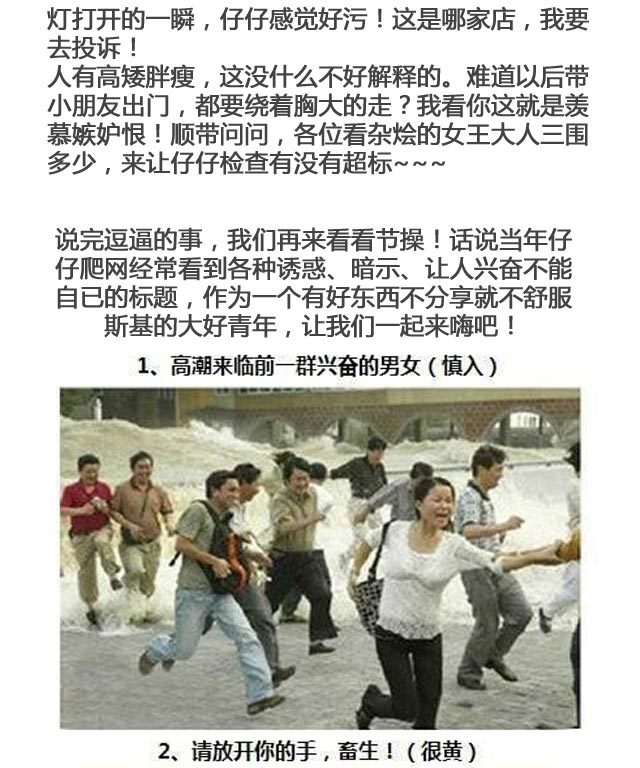 灯打开的一瞬，仔仔感觉好污！这是哪家店，我要
去投诉！
人有高矮胖瘦，这没什么不好解释的。难道以后带
小朋友出门，都要绕着胸大的走？我看你这就是羡
慕嫉妒恨！顺带问问，各位看杂烩的女王大人三围
多少，来让仔仔检查有没有超标~~~
说完逗逼的事，我们再来看看节操！话说当年仔
仔爬网经常看到各种诱惑、暗示、让人兴奋不能
自已的标题，作为一个有好东西不分享就不舒服
斯基的大好青年，让我们一起来嗨吧！
1、高潮来临前一群兴奋的男女（慎入）
2、请放开你的手，畜生！（很黄）